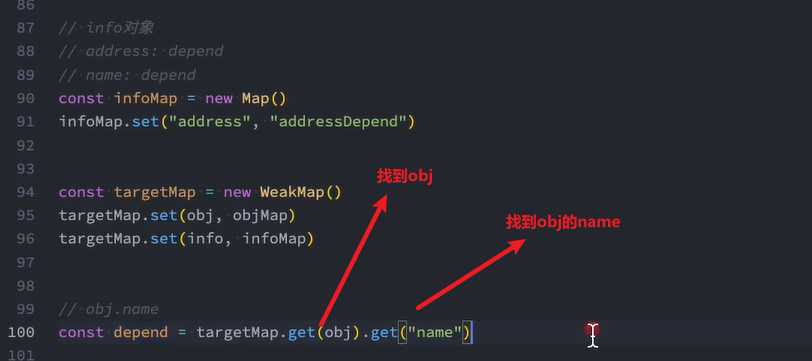 86
87 // info对象
88 // address: depend
89 // name: depend
90 const infoMap = new Map()
91 infoMap.set("address", "addressDepend")
92
93
找到obj
94 const targetMap = new WeakMap()
95 targetMap.set(obj, objMap)
找到obj的name
96 targetMap.set(info, infoMap)
97
98
99 // obj.name
100 const depend = targetMap.get(obj).get("name")
101